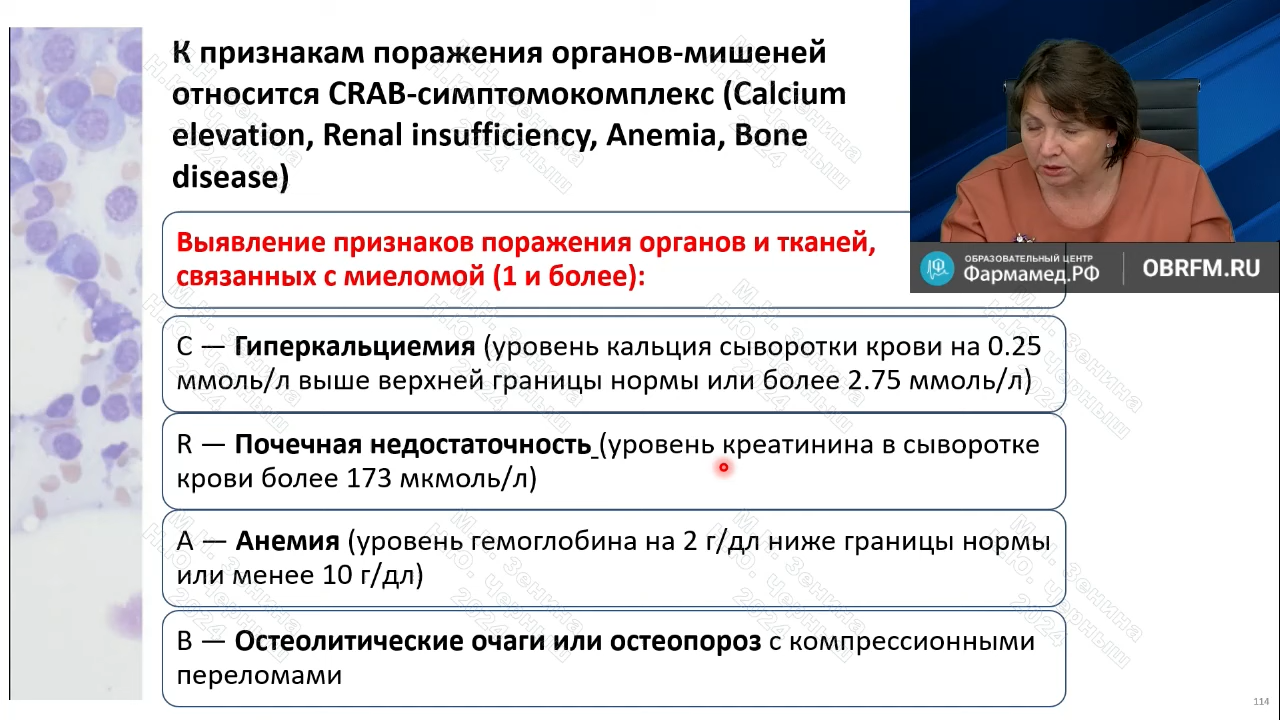 К признакам поражения органов-мишеней
относится CRAB-симптомокомплекс (Calcium
elevation, Renal insufficiency, Anemia, Bone
disease)
ОБРАЗОВАТЕЛЬНЫЙ ЦЕНТР
Фармамед.РФ
OBRFM.RU
Выявление признаков поражения органов и тканей,
связанных с миеломой (1 и более):
C — Гиперкальциемия (уровень кальция сыворотки крови на 0.25
ммоль/л выше верхней границы нормы или более 2.75 ммоль/л)
R — Почечная недостаточность (уровень креатинина в сыворотке
крови более 173 мкмоль/л)
A — Анемия (уровень гемоглобина на 2 г/дл ниже границы нормы
или менее 10 г/дл)
B — Остеолитические очаги или остеопороз с компрессионными
переломами
М.Н. Зенина
Н.Ю. Черныш
2024
114